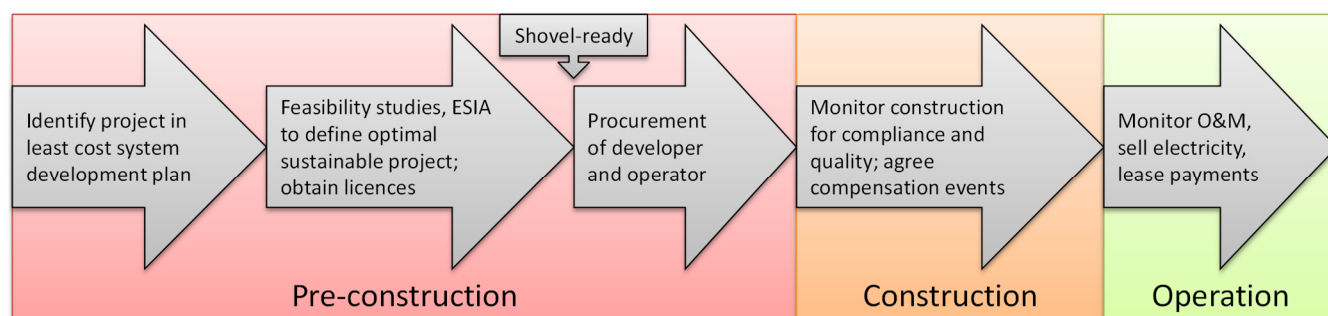 Shovel-ready
Identify project in
least cost system
development plan
Feasibility studies, ESIA
to define optimal
sustainable project;
obtain licences
Procurement
of developer
and operator
Monitor construction
for compliance and
quality; agree
compensation events
Monitor O&M,
sell electricity,
lease payments
Pre-construction
Construction
Operation